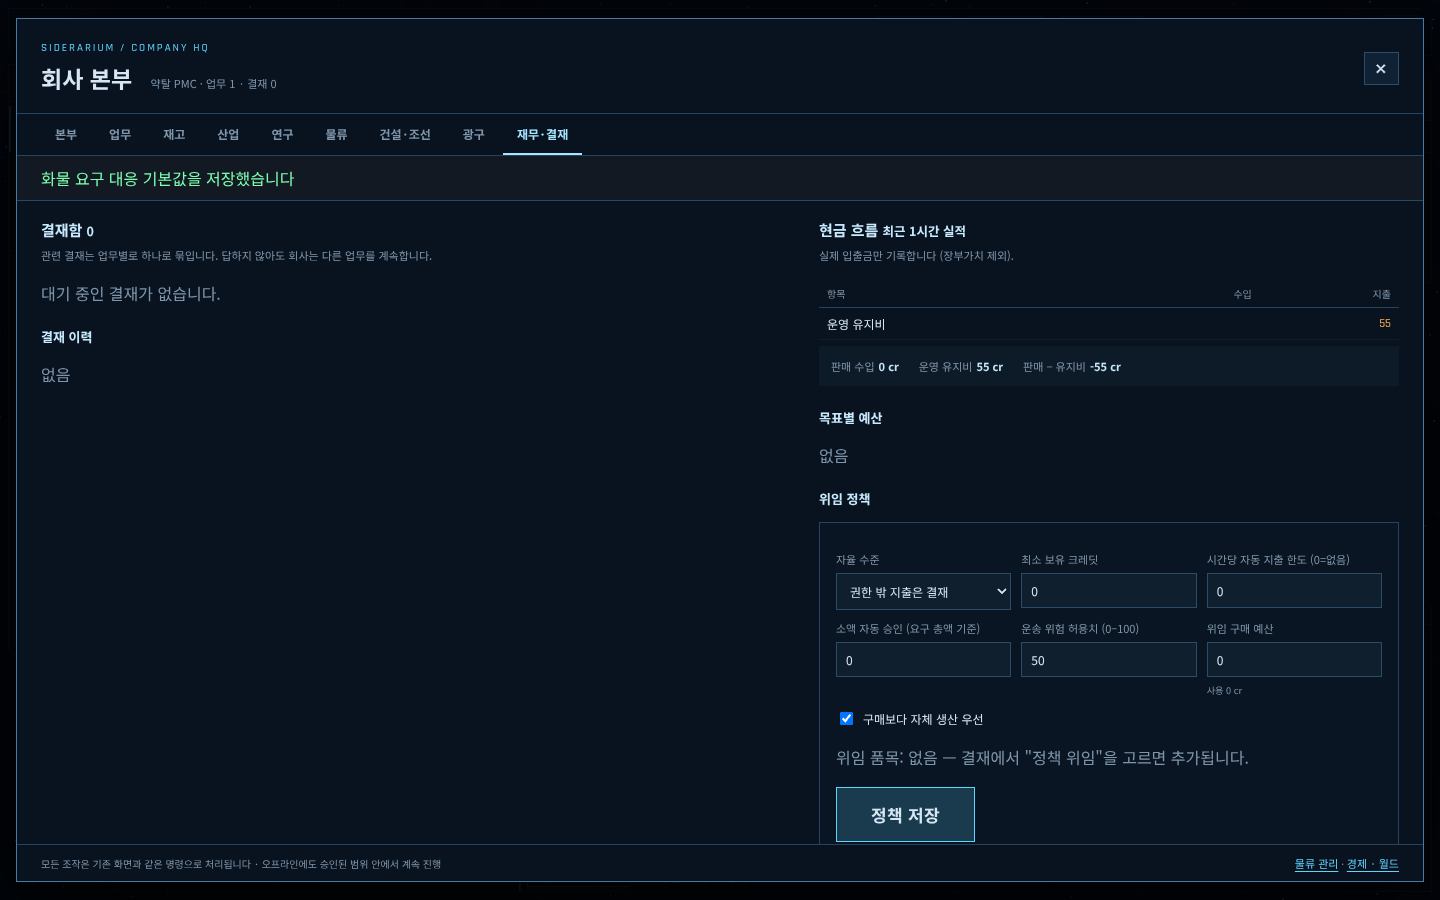 SIDERARIUM / COMPANY HQ
회사 본부 약탈 PMC · 업무 1 · 결재 0
×
본부 업무 재고 산업 연구 물류 건설·조선 광구 재무·결재
화물 요구 대응 기본값을 저장했습니다
결재함 0
관련 결재는 업무별로 하나로 묶입니다. 답하지 않아도 회사는 다른 업무를 계속합니다.
대기 중인 결재가 없습니다.
결재 이력
없음
현금 흐름 최근 1시간 실적
실제 입출금만 기록합니다 (장부가치 제외).
항목 수입 지출
운영 유지비 55
판매 수입 0 cr 운영 유지비 55 cr 판매 − 유지비 -55 cr
목표별 예산
없음
위임 정책
자율 수준 최소 보유 크레딧 시간당 자동 지출 한도 (0=없음)
권한 밖 지출은 결재 0 0
소액 자동 승인 (요구 총액 기준) 운송 위험 허용치 (0~100) 위임 구매 예산
0 50 0
사용 0 cr
구매보다 자체 생산 우선
위임 품목: 없음 — 결재에서 "정책 위임"을 고르면 추가됩니다.
정책 저장
모든 조작은 기존 화면과 같은 명령으로 처리됩니다 · 오프라인에도 승인된 범위 안에서 계속 진행
물류 관리 · 경제 · 월드